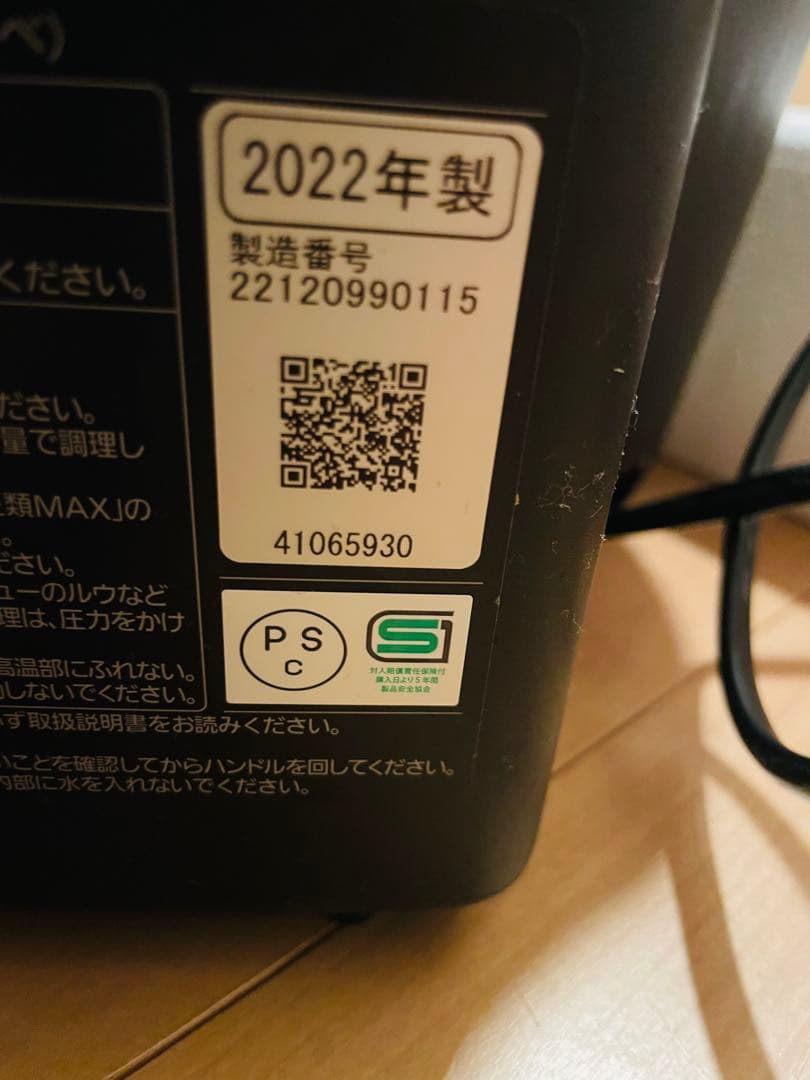 べ)
ください。
ださい。
量で調理し
類MAX」の
。
ださい。
ューのルウなど
理は、圧力をかけ
高温部にふれない。
しないでください。
ず取扱説明書をお読みください。
いことを確認してからハンドルを回してください。
内部に水を入れないでください。
2022年製
製造番号
22120990115
41065930
PS
C
SG
対人賠償責任保険付
購入日より5年間
製品安全協会